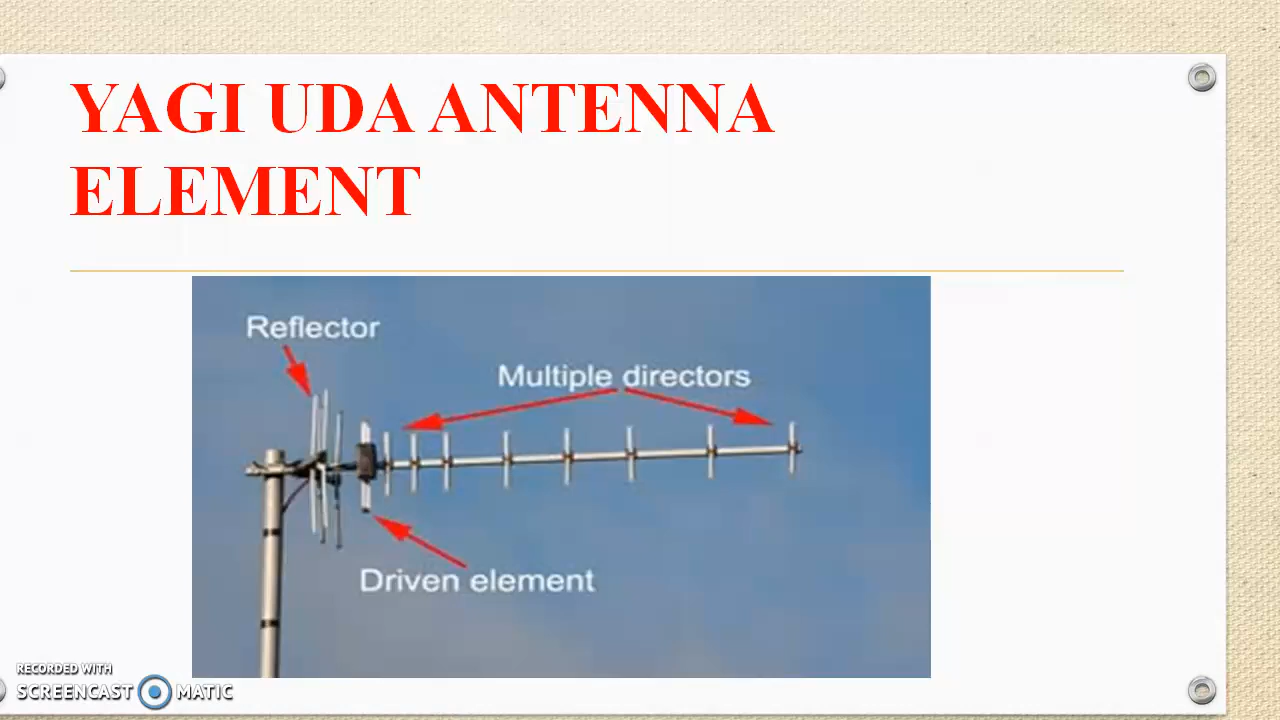 YAGI UDA ANTENNA
ELEMENT
Reflector
Multiple directors
Driven element
RECORDED WITH
SCREENCAST MATIC